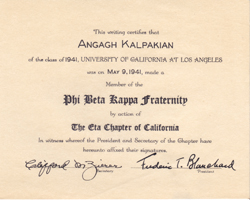 This writing certifies that
ANGAGH KALPAKIAN
of the class of 1941, UNIVERSITY OF CALIFORNIA AT LOS ANGELES
was on MAY 9, 1941, made a
Member of the
Phi Beta Kappa Fraternity
by action of
The Eta Chapter of California
In witness whereof the President and Secretary of the Chapter have
hereunto affixed their signatures.
Frederic T. Blanchard
Secretary
President